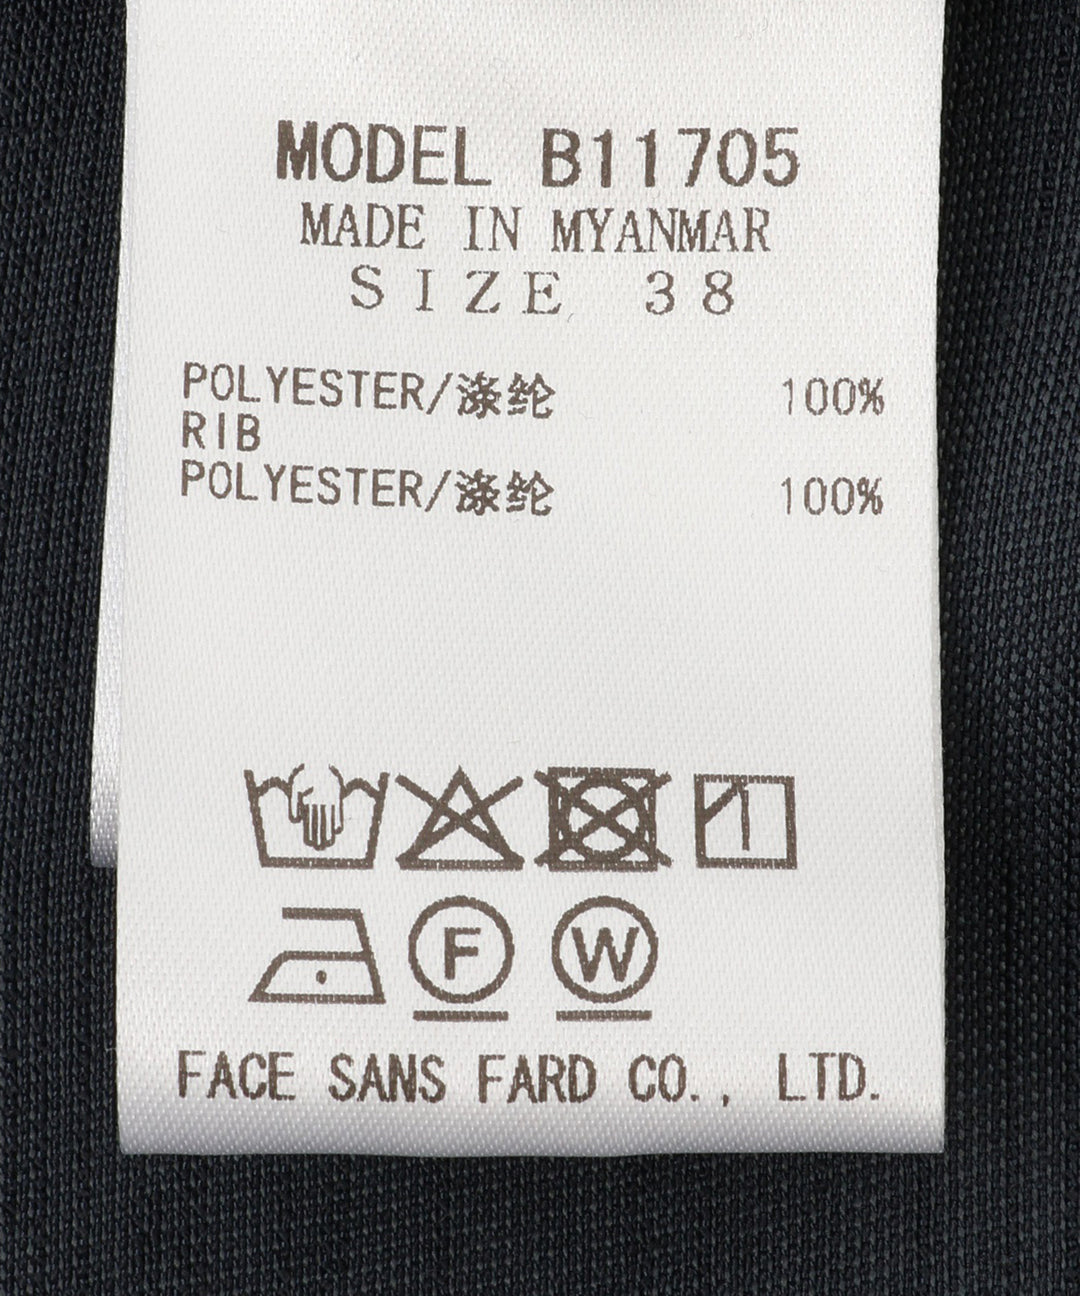 MODEL B11705
MADE IN MYANMAR
SIZE 38
POLYESTER/涤纶 100%
RIB
POLYESTER/涤纶 100%
F W
FACE SANS FARD CO., LTD.